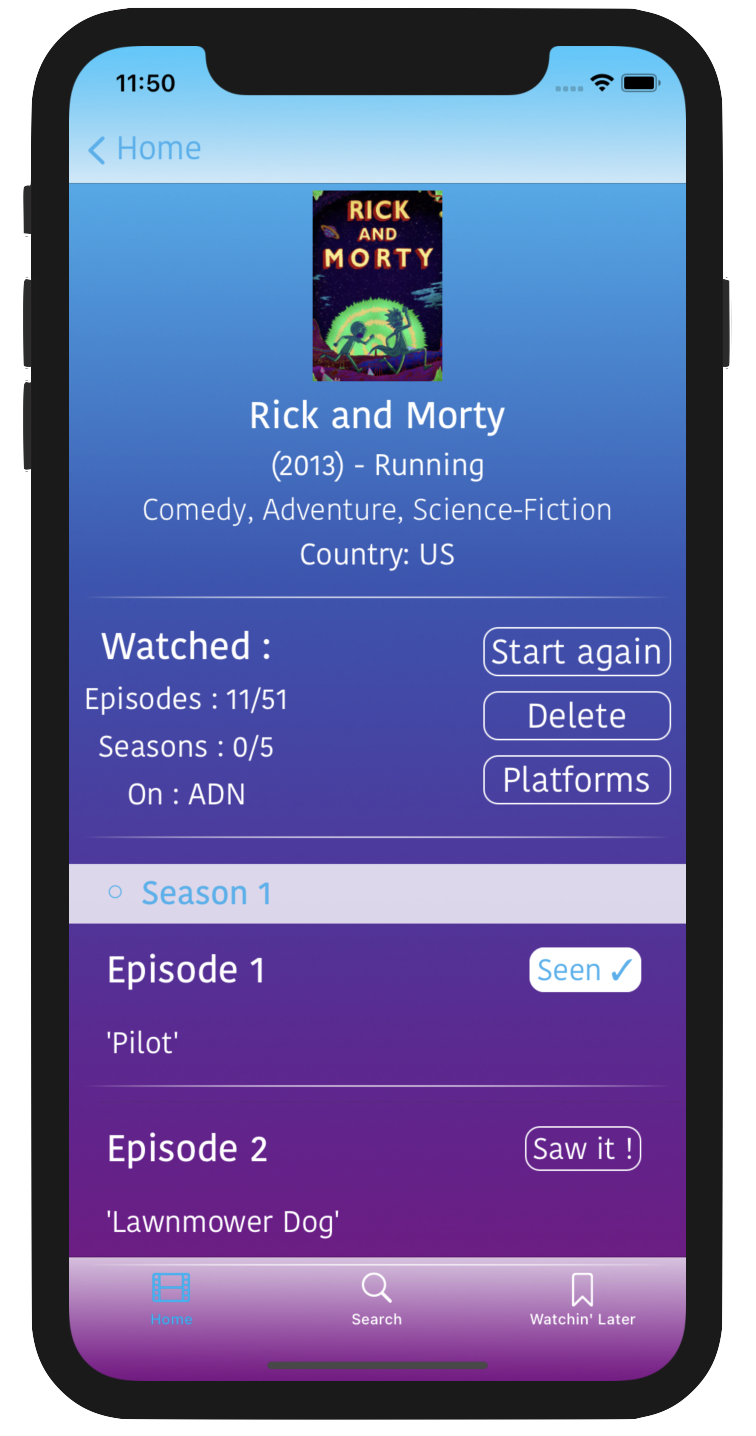 11:50
Home
RICK
AND
MORTY
Rick and Morty
(2013) - Running
Comedy, Adventure, Science-Fiction
Country: US
Watched :
Episodes : 11/51
Seasons : 0/5
On : ADN
Start again
Delete
Platforms
Season 1
Episode 1
Seen ✓
'Pilot'
Episode 2
Saw it !
'Lawnmower Dog'
Home
Search
Watchin' Later